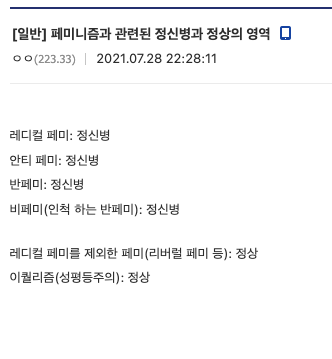 [일반] 페미니즘과 관련된 정신병과 정상의 영역
ㅇㅇ(223.33) 2021.07.28 22:28:11
레디컬 페미: 정신병
안티 페미: 정신병
반페미: 정신병
비페미(인척 하는 반페미): 정신병
레디컬 페미를 제외한 페미(리버럴 페미 등): 정상
이퀄리즘(성평등주의): 정상